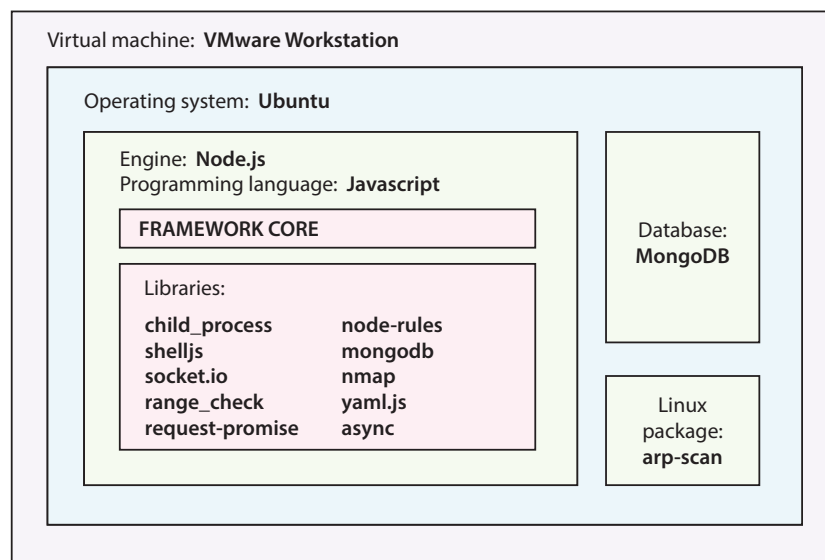 Virtual machine: VMware Workstation
Operating system: Ubuntu
Engine: Node.js
Programming language: Javascript
FRAMEWORK CORE
Libraries:
child_process node-rules
shelljs mongodb
socket.io nmap
range_check yaml.js
request-promise async
Database:
MongoDB
Linux
package:
arp-scan